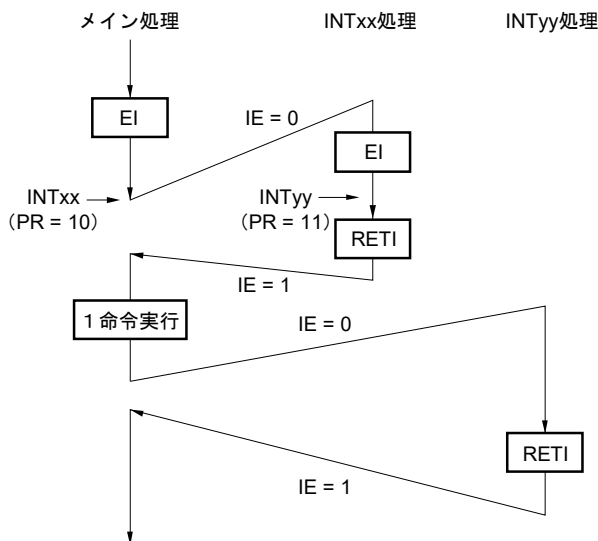 メイン処理
INTxx処理
INTyy処理
EI
IE = 0
EI
INTxx
(PR = 10)
INTyy
(PR = 11)
RETI
IE = 1
1命令実行
IE = 0
RETI
IE = 1